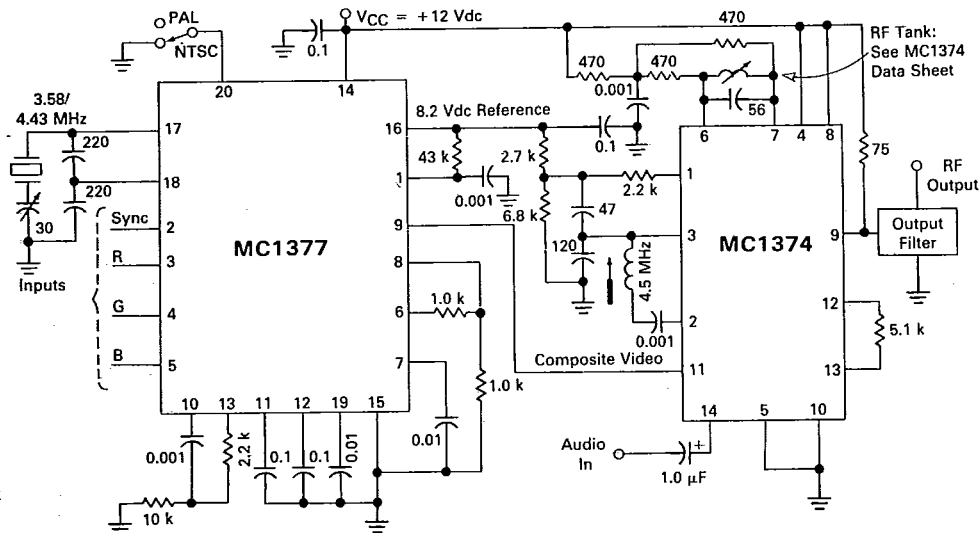 PAL
NTSC
VCC = +12 Vdc
0.1
20
14
470
RF Tank:
See MC1374
Data Sheet
470
470
0.001
56
3.58/
4.43 MHz
220
220
30
17
18
16
8.2 Vdc Reference
0.1
6
7
4
8
75
43 k
2.7 k
1
0.001
6.8 k
2.2 k
1
47
RF
Output
Sync
2
R
3
G
4
B
5
Inputs
MC1377
9
8
6
1.0 k
7
1.0 k
0.01
120
4.5 MHz
0.001
3
2
MC1374
9
Output
Filter
12
5.1 k
13
Composite Video
11
10
13
11
12
19
15
0.001
2.2 k
0.1
0.1
0.01
10 k
14
5
10
Audio
In
+
1.0 µF